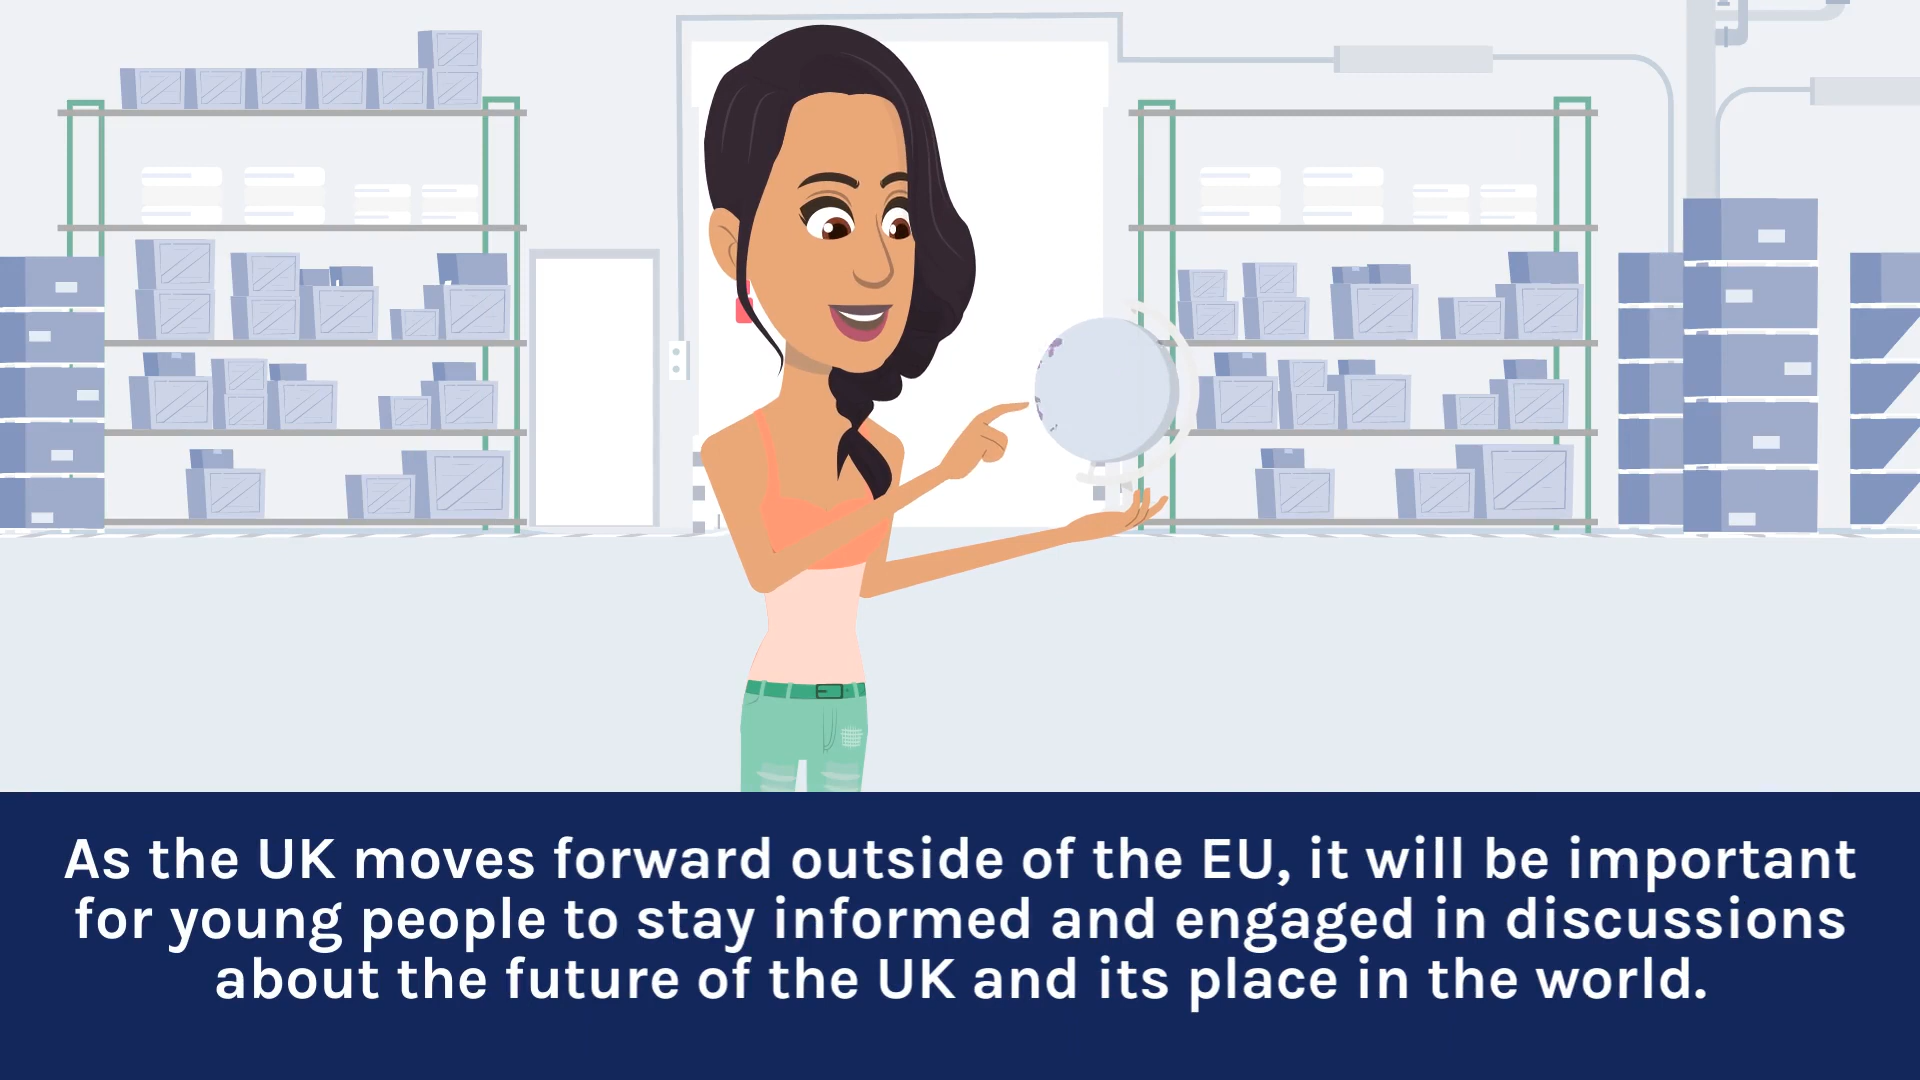 As the UK moves forward outside of the EU, it will be important
for young people to stay informed and engaged in discussions
about the future of the UK and its place in the world.